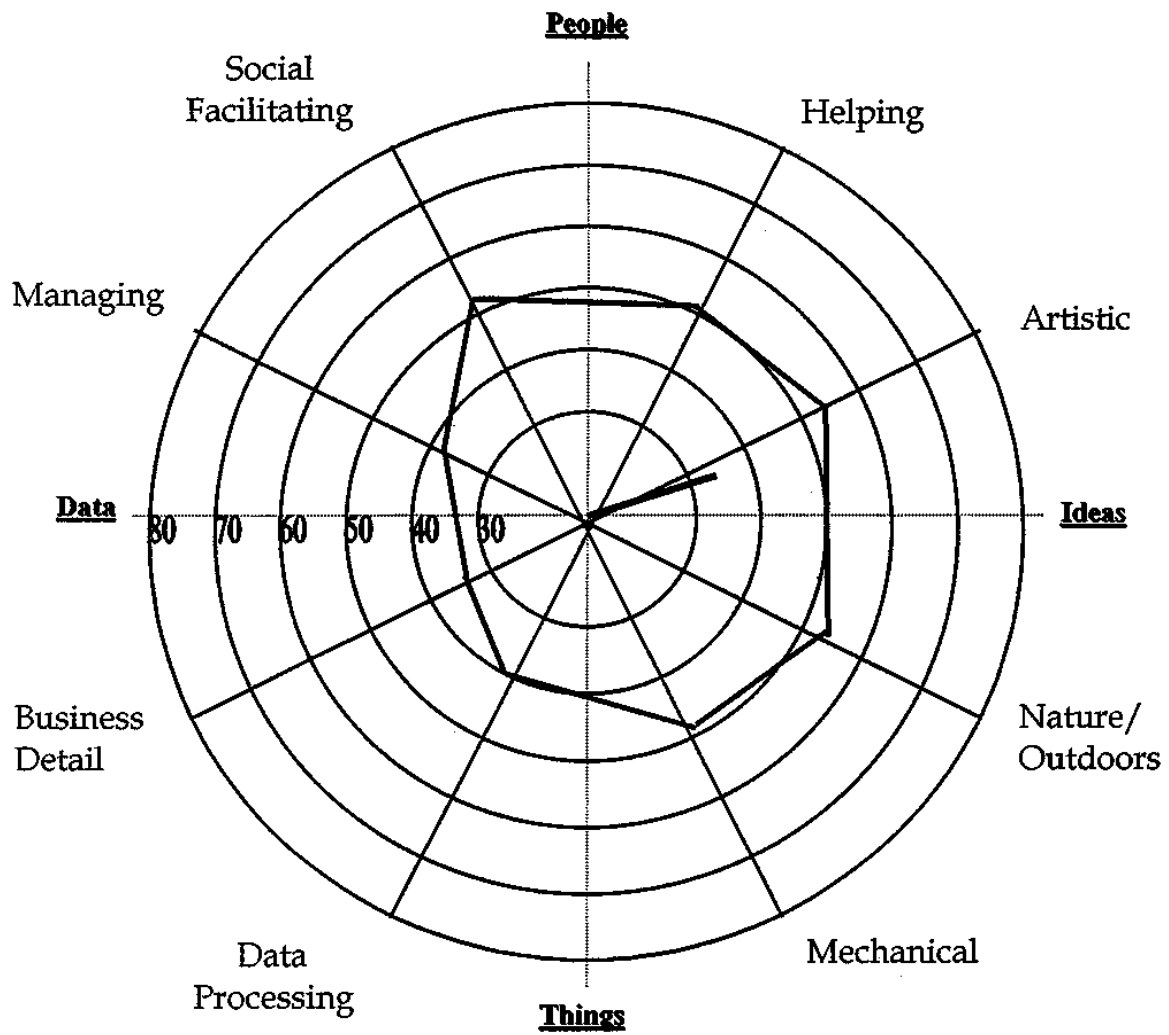 People
Social
Facilitating
Helping
Managing
Artistic
Data
80 70 60 50 40 30
Ideas
Business
Detail
Nature/
Outdoors
Data
Processing
Mechanical
Things